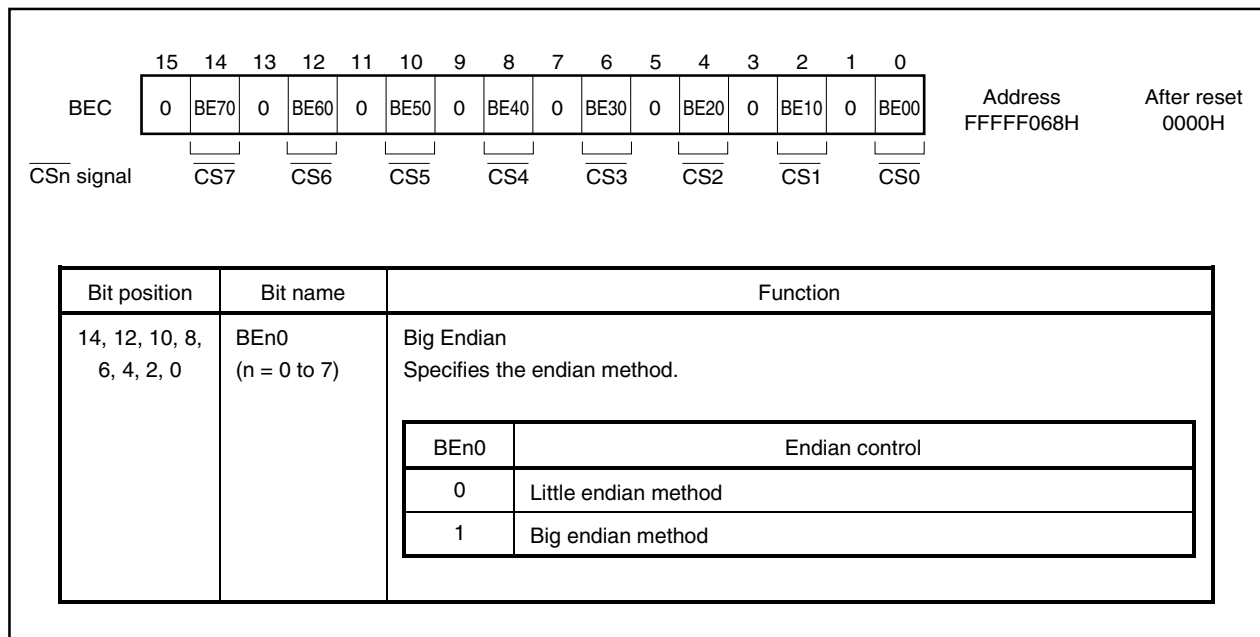 15 14 13 12 11 10 9 8 7 6 5 4 3 2 1 0
BEC 0 BE70 0 BE60 0 BE50 0 BE40 0 BE30 0 BE20 0 BE10 0 BE00 Address After reset
FFFFF068H 0000H
CSn signal CS7 CS6 CS5 CS4 CS3 CS2 CS1 CS0
Bit position Bit name Function
14, 12, 10, 8, BEn0 Big Endian
6, 4, 2, 0 (n = 0 to 7) Specifies the endian method.
BEn0 Endian control
0 Little endian method
1 Big endian method